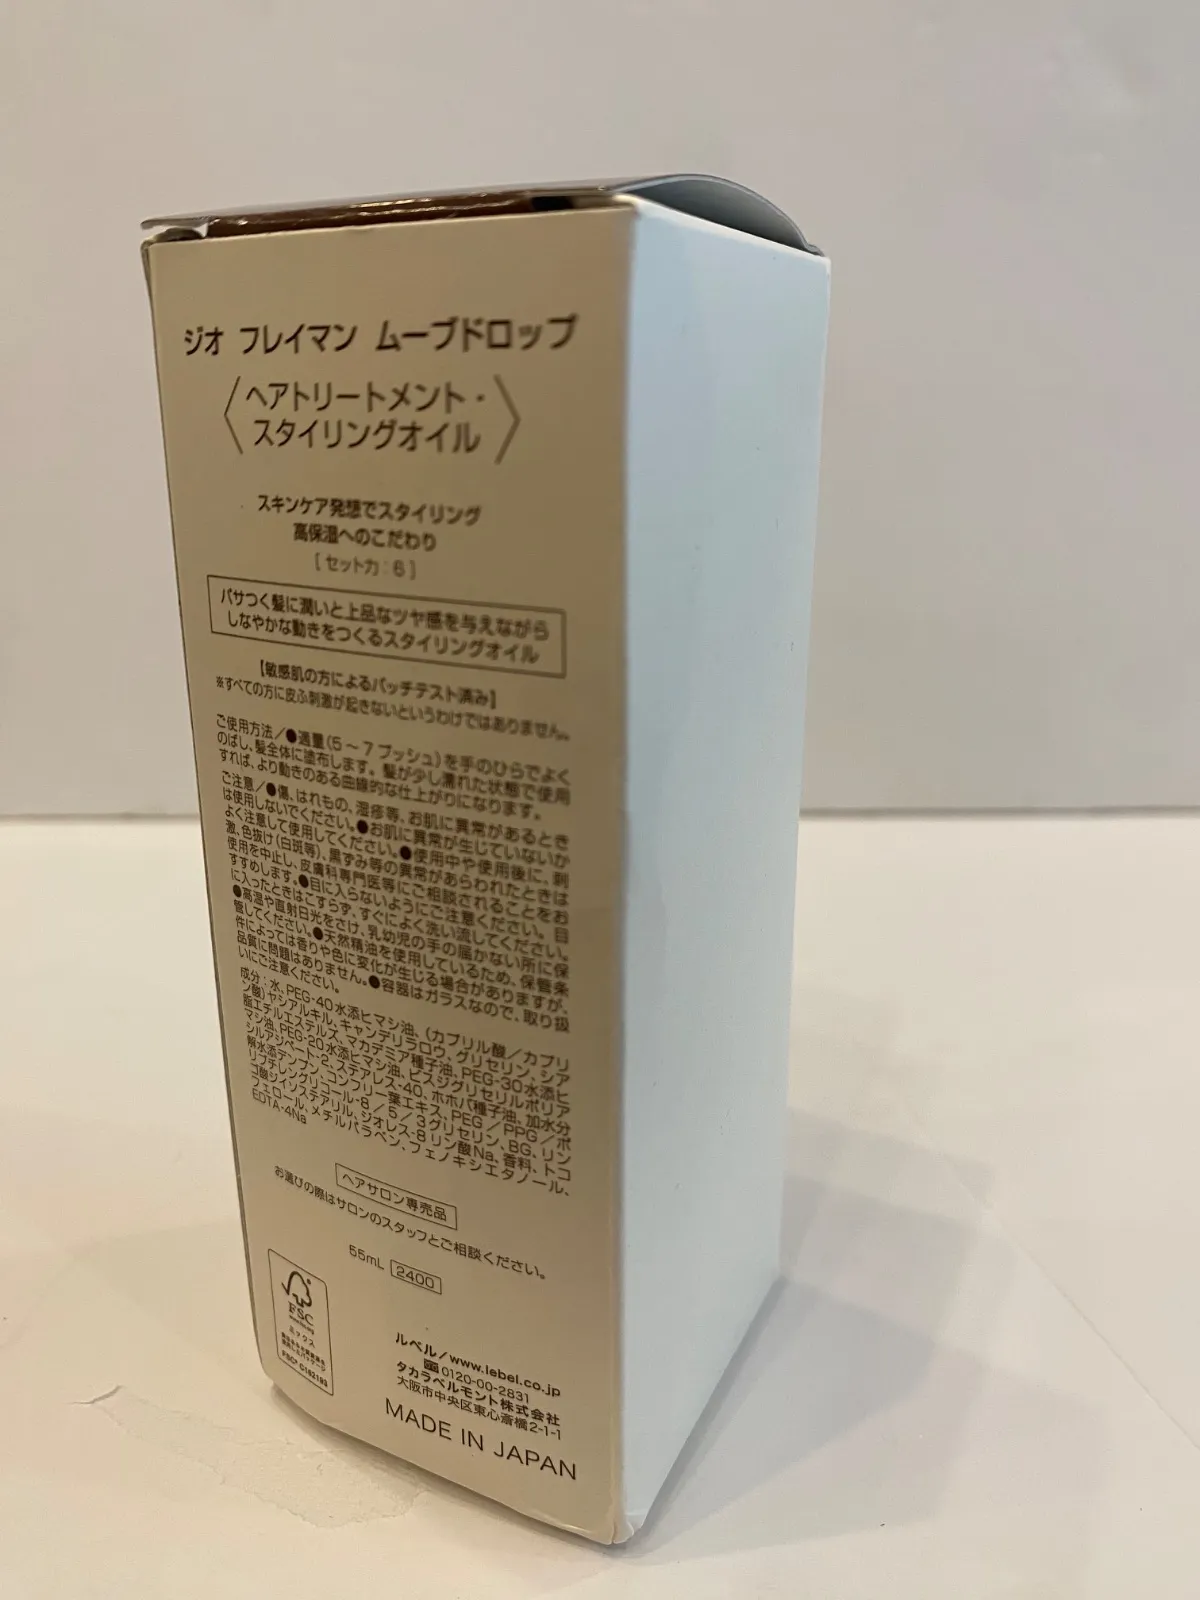 ジオ フレイマン ムーブドロップ
〈ヘアトリートメント・
スタイリングオイル〉
スキンケア発想でスタイリング
高保湿へのこだわり
[セット力:6]
パサつく髪に潤いと上品なツヤ感を与えながら
しなやかな動きをつくるスタイリングオイル
【敏感肌の方によるパッチテスト済み】
※すべての方に皮ふ刺激が起きないというわけではありません。
ご使用方法/●適量(5～7プッシュ)を手のひらでよく
のばし、髪全体に塗布します。髪が少し濡れた状態で使用
すれば、より動きのある曲線的な仕上がりになります。
ご注意/●傷、はれもの、湿疹等、お肌に異常があるとき
は使用しないでください。●お肌に異常が生じていないか
よく注意して使用してください。●使用中や使用後に、刺
激、色抜け(白斑等)、黒ずみ等の異常があらわれたときは
使用を中止し、皮膚科専門医等にご相談されることをお
すすめします。●目に入らないようにご注意ください。目
に入ったときはこすらず、すぐによく洗い流してください。
●高温や直射日光をさけ、乳幼児の手の届かない所に保
管してください。●天然精油を使用しているため、保管条
件によっては香りや色に変化が生じる場合がありますが、
品質に問題はありません。●容器はガラスなので、取り扱
いにご注意ください。
成分:水、PEG-40水添ヒマシ油、(カプリル酸/カプリ
ン酸)ヤシアルキル、キャンデリラロウ、グリセリン、シア
脂エチルエステルズ、マカデミア種子油、PEG-30水添ヒ
マシ油、PEG-20水添ヒマシ油、ビスジグリセリルポリア
シルアジペート-2、ステアレス-40、ホホバ種子油、加水分
解水添デンプン、コンフリー葉エキス、PEG/PPG/ポ
リブチレングリコール-8/5/3グリセリン、BG、リン
ゴ酸ジイソステアリル、ジオレス-8リン酸Na、香料、トコ
フェロール、メチルパラベン、フェノキシエタノール、
EDTA-4Na
ヘアサロン専売品
お選びの際はサロンのスタッフとご相談ください。
55mL 2400
FSC
ミックス
FSC® C142193
ルベル/www.lebel.co.jp
0120-00-2831
タカラベルモント株式会社
大阪市中央区東心斎橋2-1-1
MADE IN JAPAN